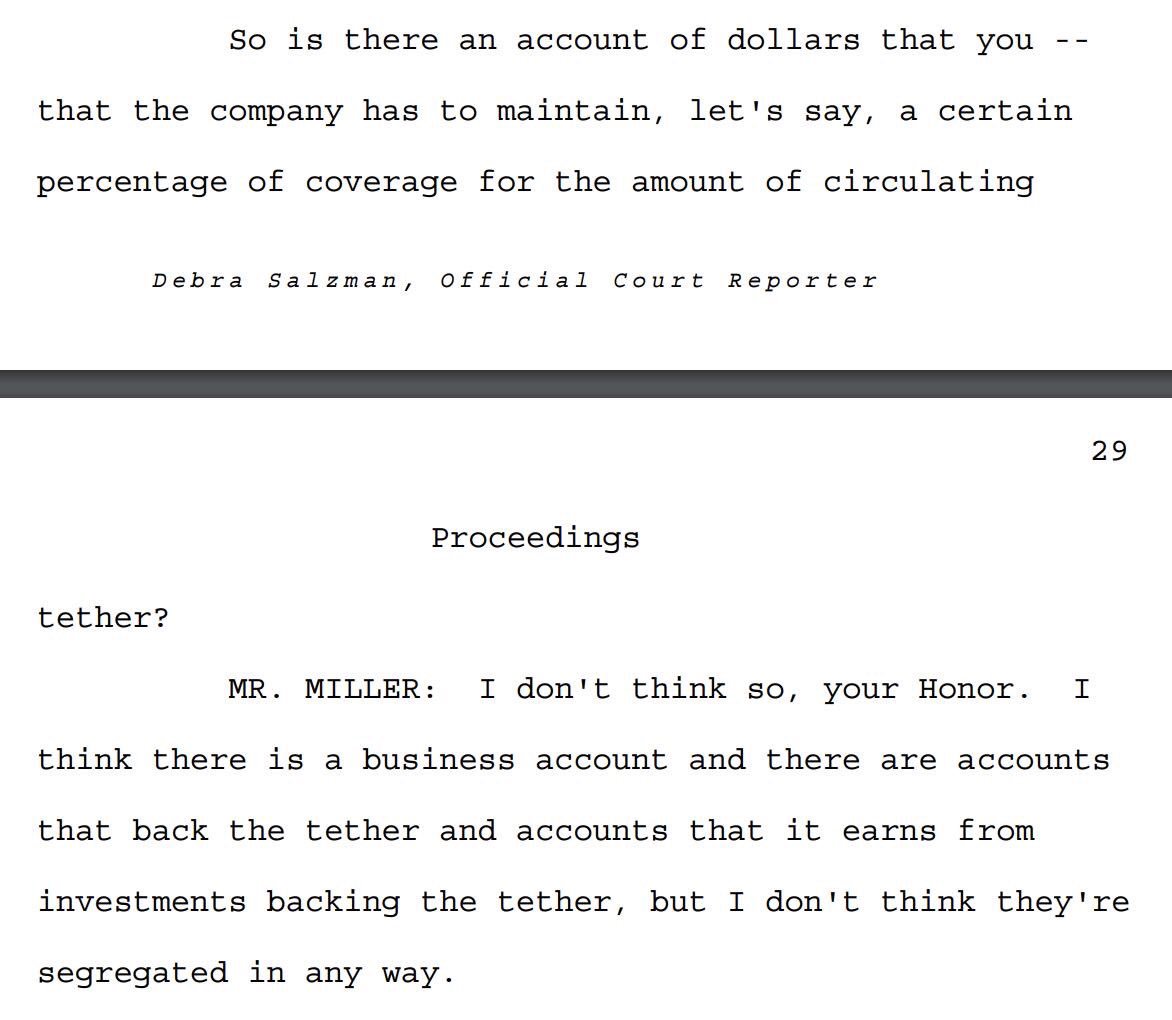 So is there an account of dollars that you --
that the company has to maintain, let's say, a certain
percentage of coverage for the amount of circulating
Debra Salzman, Official Court Reporter
29
Proceedings
tether?
MR. MILLER:  I don't think so, your Honor.  I
think there is a business account and there are accounts
that back the tether and accounts that it earns from
investments backing the tether, but I don't think they're
segregated in any way.